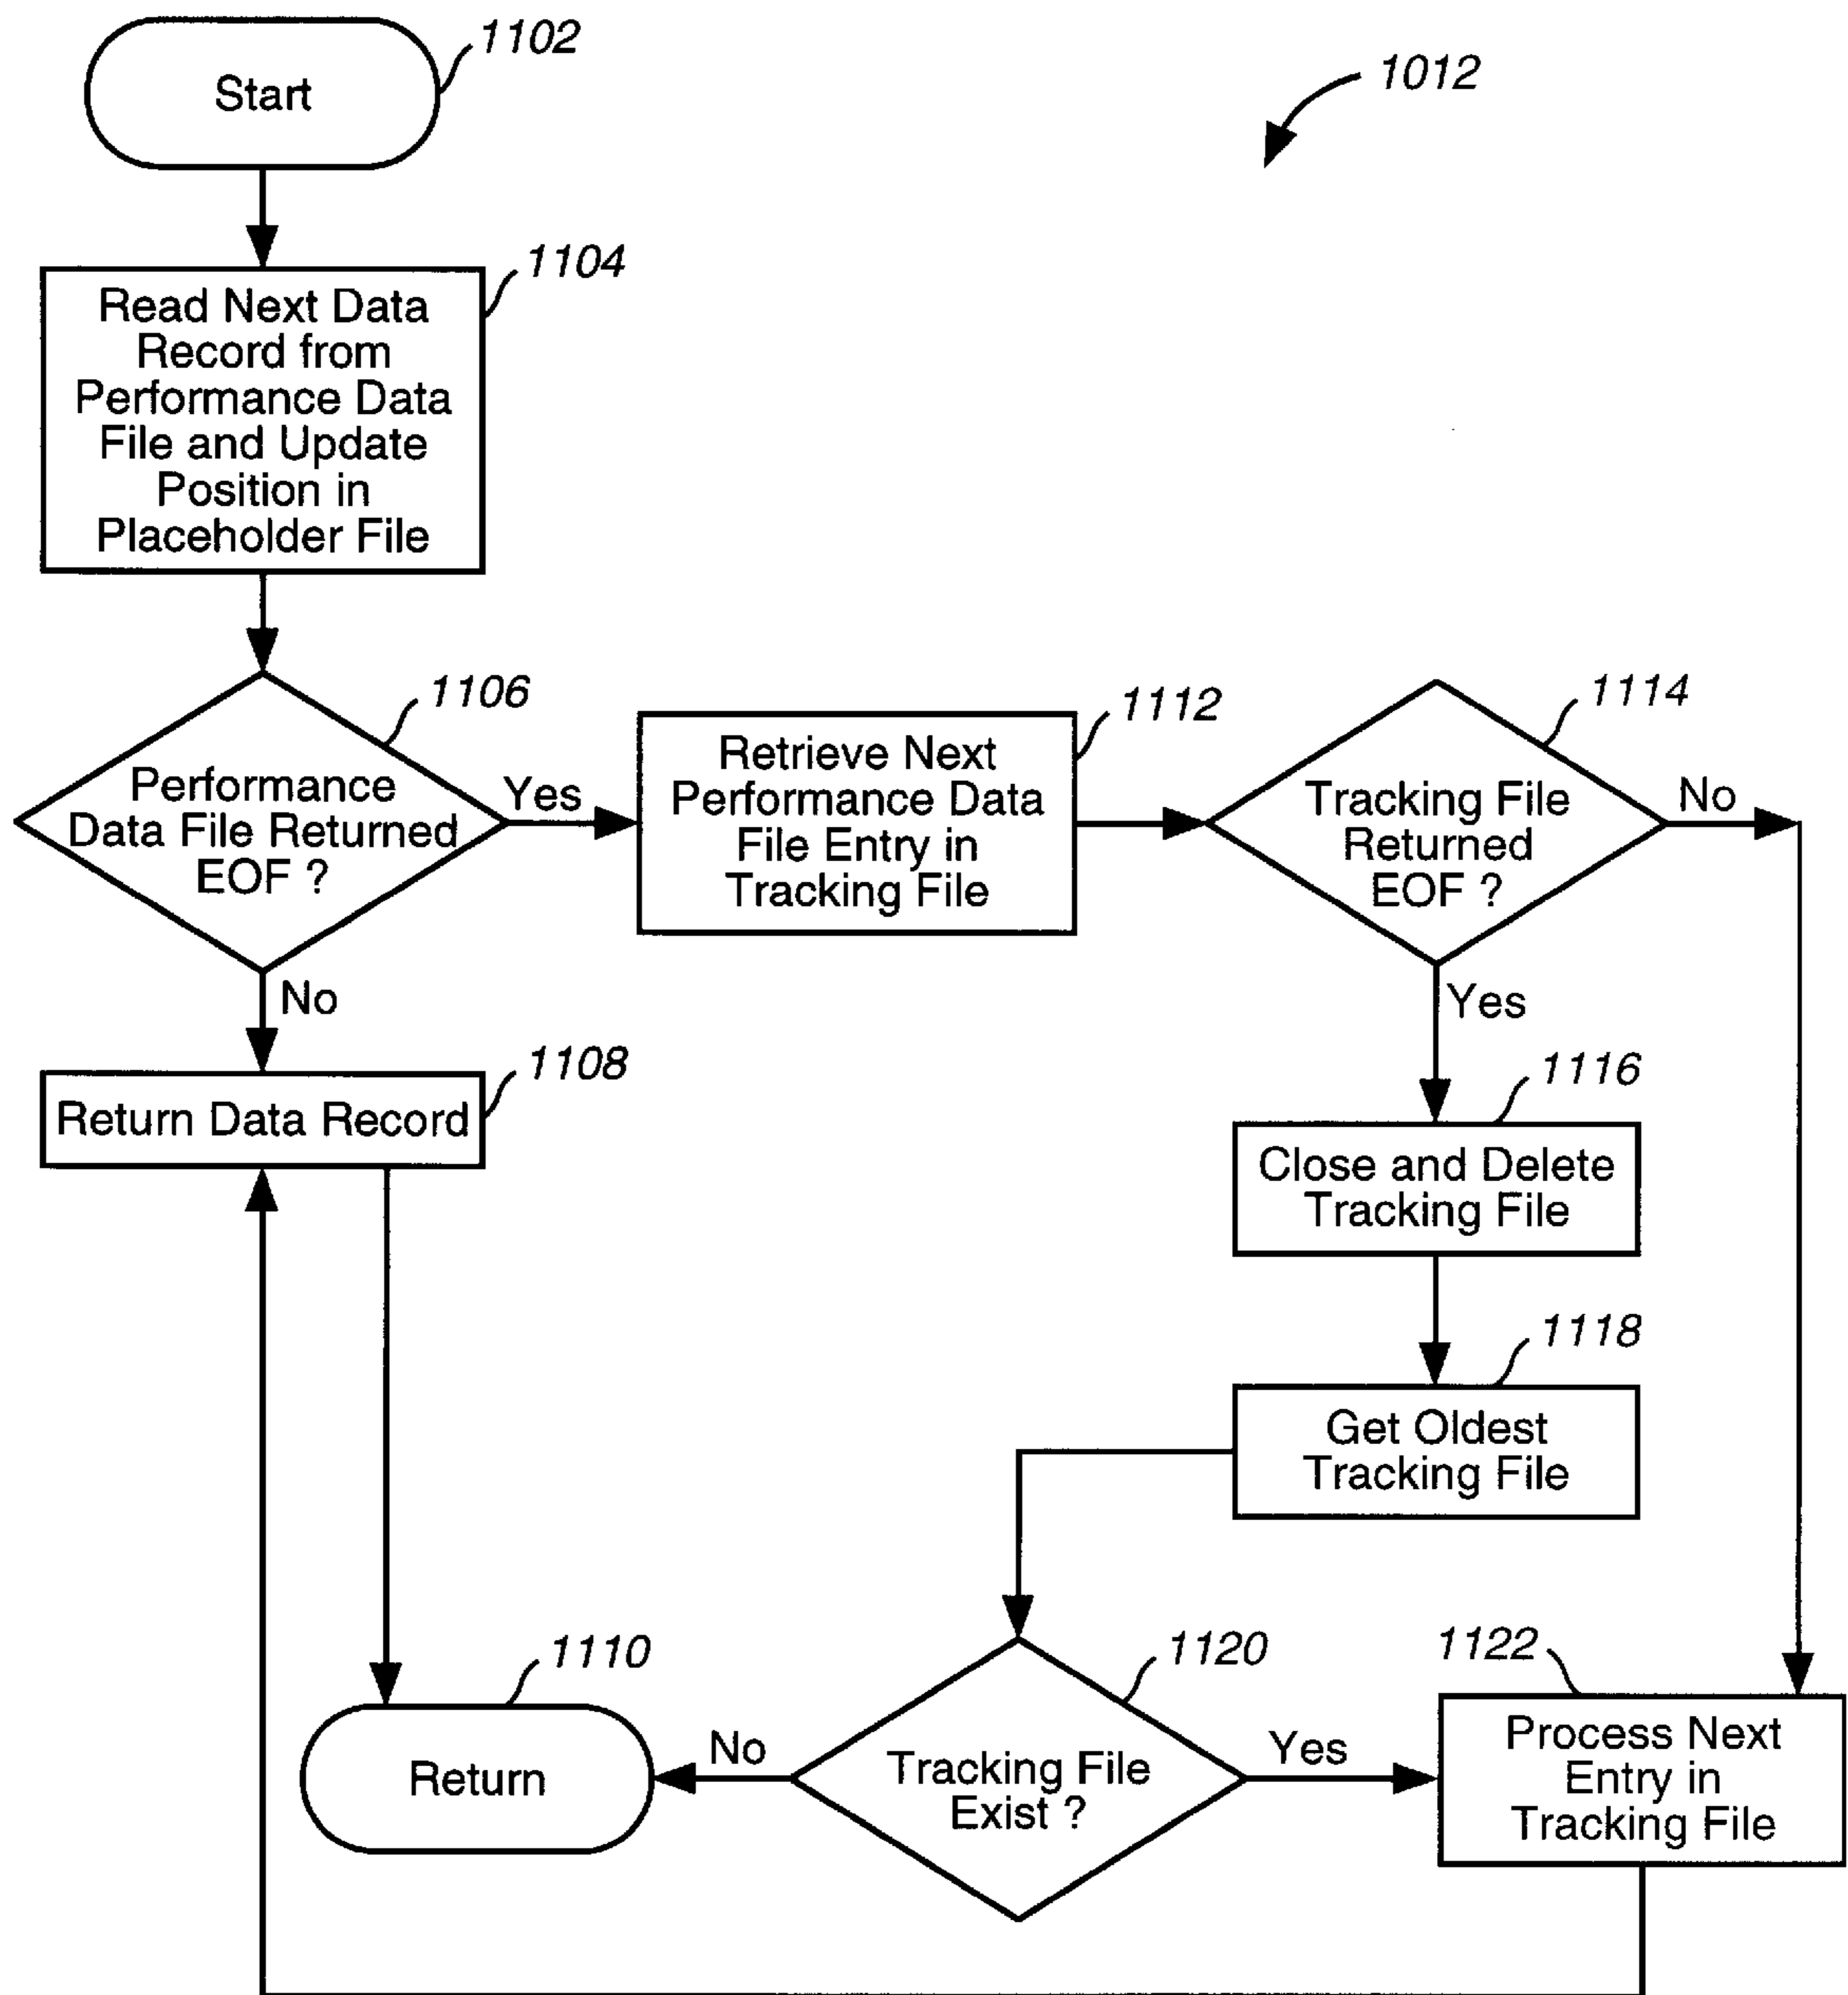 1102
Start
1012
1104
Read Next Data
Record from
Performance Data
File and Update
Position in
Placeholder File
1106
Performance
Data File Returned
EOF ?
Yes
No
1112
Retrieve Next
Performance Data
File Entry in
Tracking File
1114
Tracking File
Returned
EOF ?
No
Yes
1108
Return Data Record
1116
Close and Delete
Tracking File
1118
Get Oldest
Tracking File
1110
Return
1120
Tracking File
Exist ?
No
Yes
1122
Process Next
Entry in
Tracking File